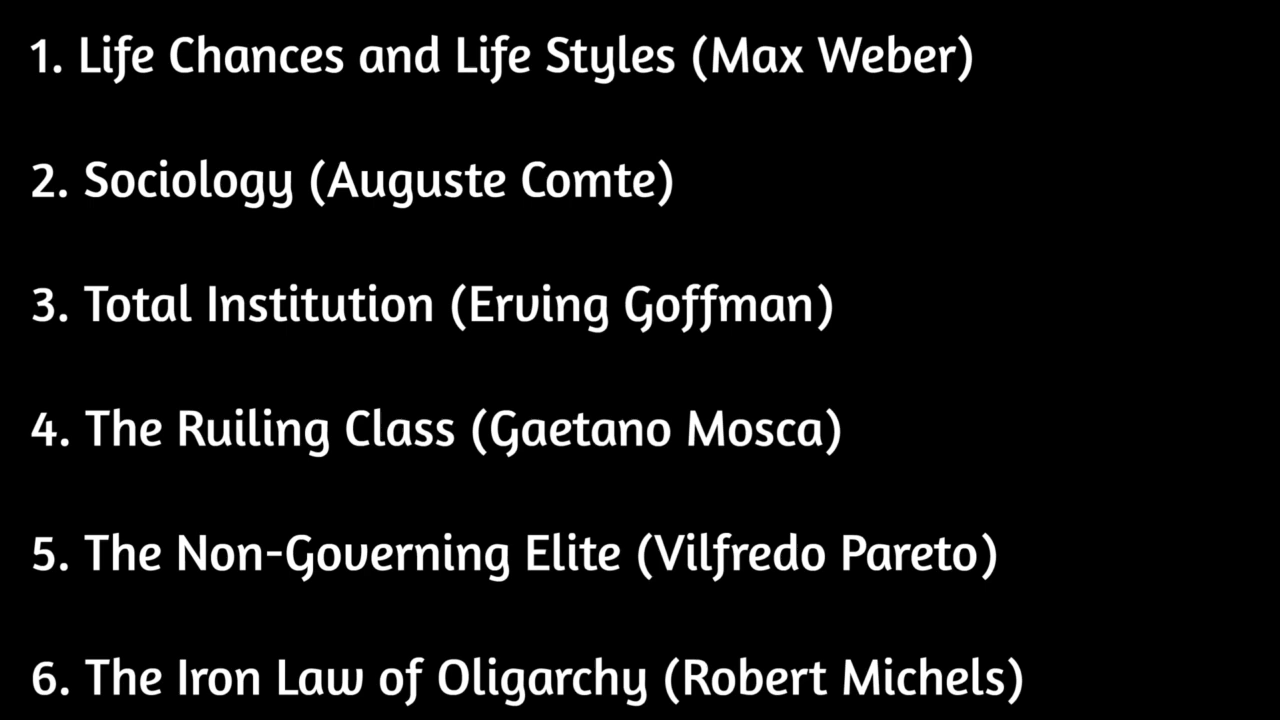 1. Life Chances and Life Styles (Max Weber)
2. Sociology (Auguste Comte)
3. Total Institution (Erving Goffman)
4. The Ruiling Class (Gaetano Mosca)
5. The Non-Governing Elite (Vilfredo Pareto)
6. The Iron Law of Oligarchy (Robert Michels)